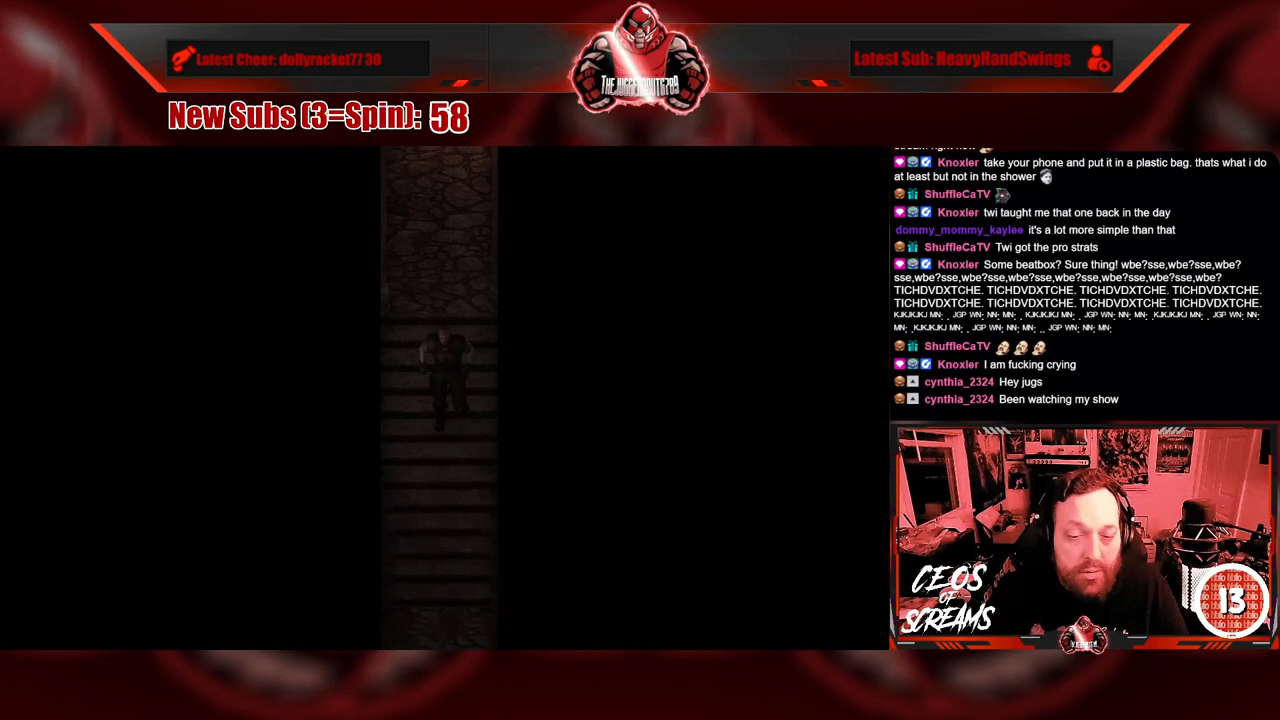 Latest Cheer: dollyrocket77 30
THEJUGGERNAUT6789
Latest Sub: HeavyHandSwings
New Subs (3=Spin): 58
Knoxler take your phone and put it in a plastic bag. thats what i do
at least but not in the shower
ShuffleCaTV
Knoxler twi taught me that one back in the day
dommy_mommy_kaylee it's a lot more simple than that
ShuffleCaTV Twi got the pro strats
Knoxler Some beatbox? Sure thing! wbe?sse,wbe?
sse,wbe?sse,wbe?sse,wbe?sse,wbe?sse,wbe?sse,wbe?sse,wbe?
TICHDVDXTCHE. TICHDVDXTCHE. TICHDVDXTCHE. TICHDVDXTCHE.
TICHDVDXTCHE. TICHDVDXTCHE. TICHDVDXTCHE. TICHDVDXTCHE.
ShuffleCaTV
Knoxler I am fucking crying
cynthia_2324 Hey jugs
cynthia_2324 Been watching my show
CEOS
OF
SCREAMS
13